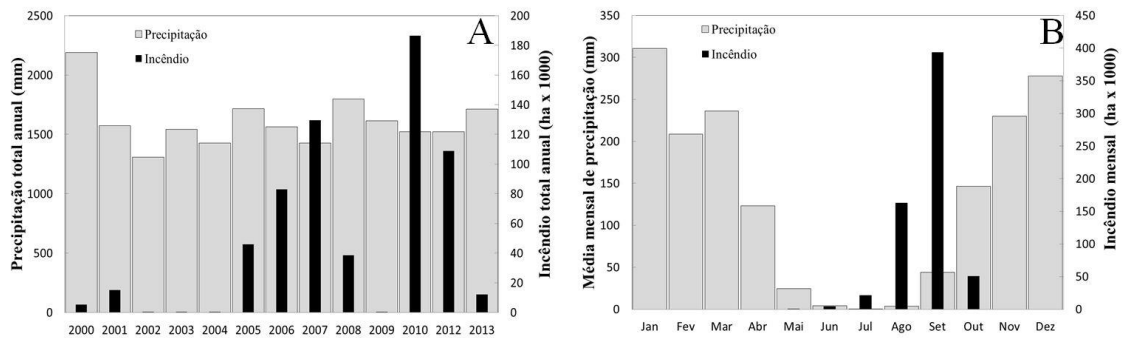 A
Precipitação
Incêndio
Precipitação total anual (mm)
2500
2000
1500
1000
500
0
Incêndio total anual (ha x 1000)
200
180
160
140
120
100
80
60
40
20
0
2000 2001 2002 2003 2004 2005 2006 2007 2008 2009 2010 2012 2013
B
Precipitação
Incêndio
Média mensal de precipitação (mm)
350
300
250
200
150
100
50
0
Incêndio mensal (ha x 1000)
450
400
350
300
250
200
150
100
50
0
Jan Fev Mar Abr Mai Jun Jul Ago Set Out Nov Dez